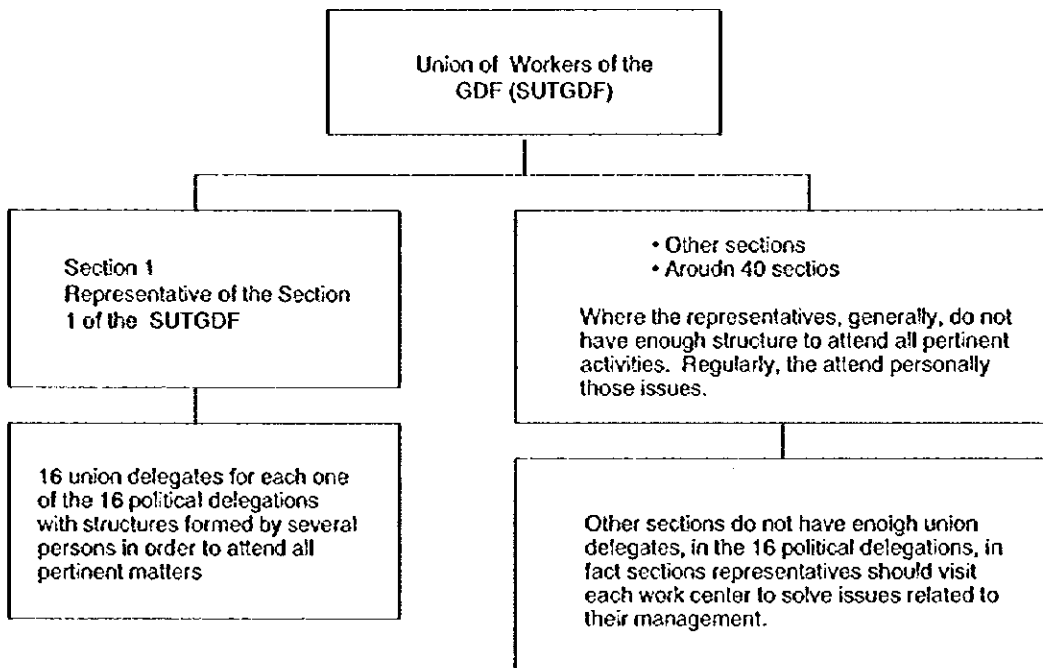 Union of Workers of the
GDF (SUTGDF)
Section 1
Representative of the Section
1 of the SUTGDF
• Other sections
• Aroudn 40 sectios
Where the representatives, generally, do not
have enough structure to attend all pertinent
activities. Regularly, the attend personally
those issues.
16 union delegates for each one
of the 16 political delegations
with structures formed by several
persons in order to attend all
pertinent matters
Other sections do not have enoigh union
delegates, in the 16 political delegations, in
fact sections representatives should visit
each work center to solve issues related to
their management.